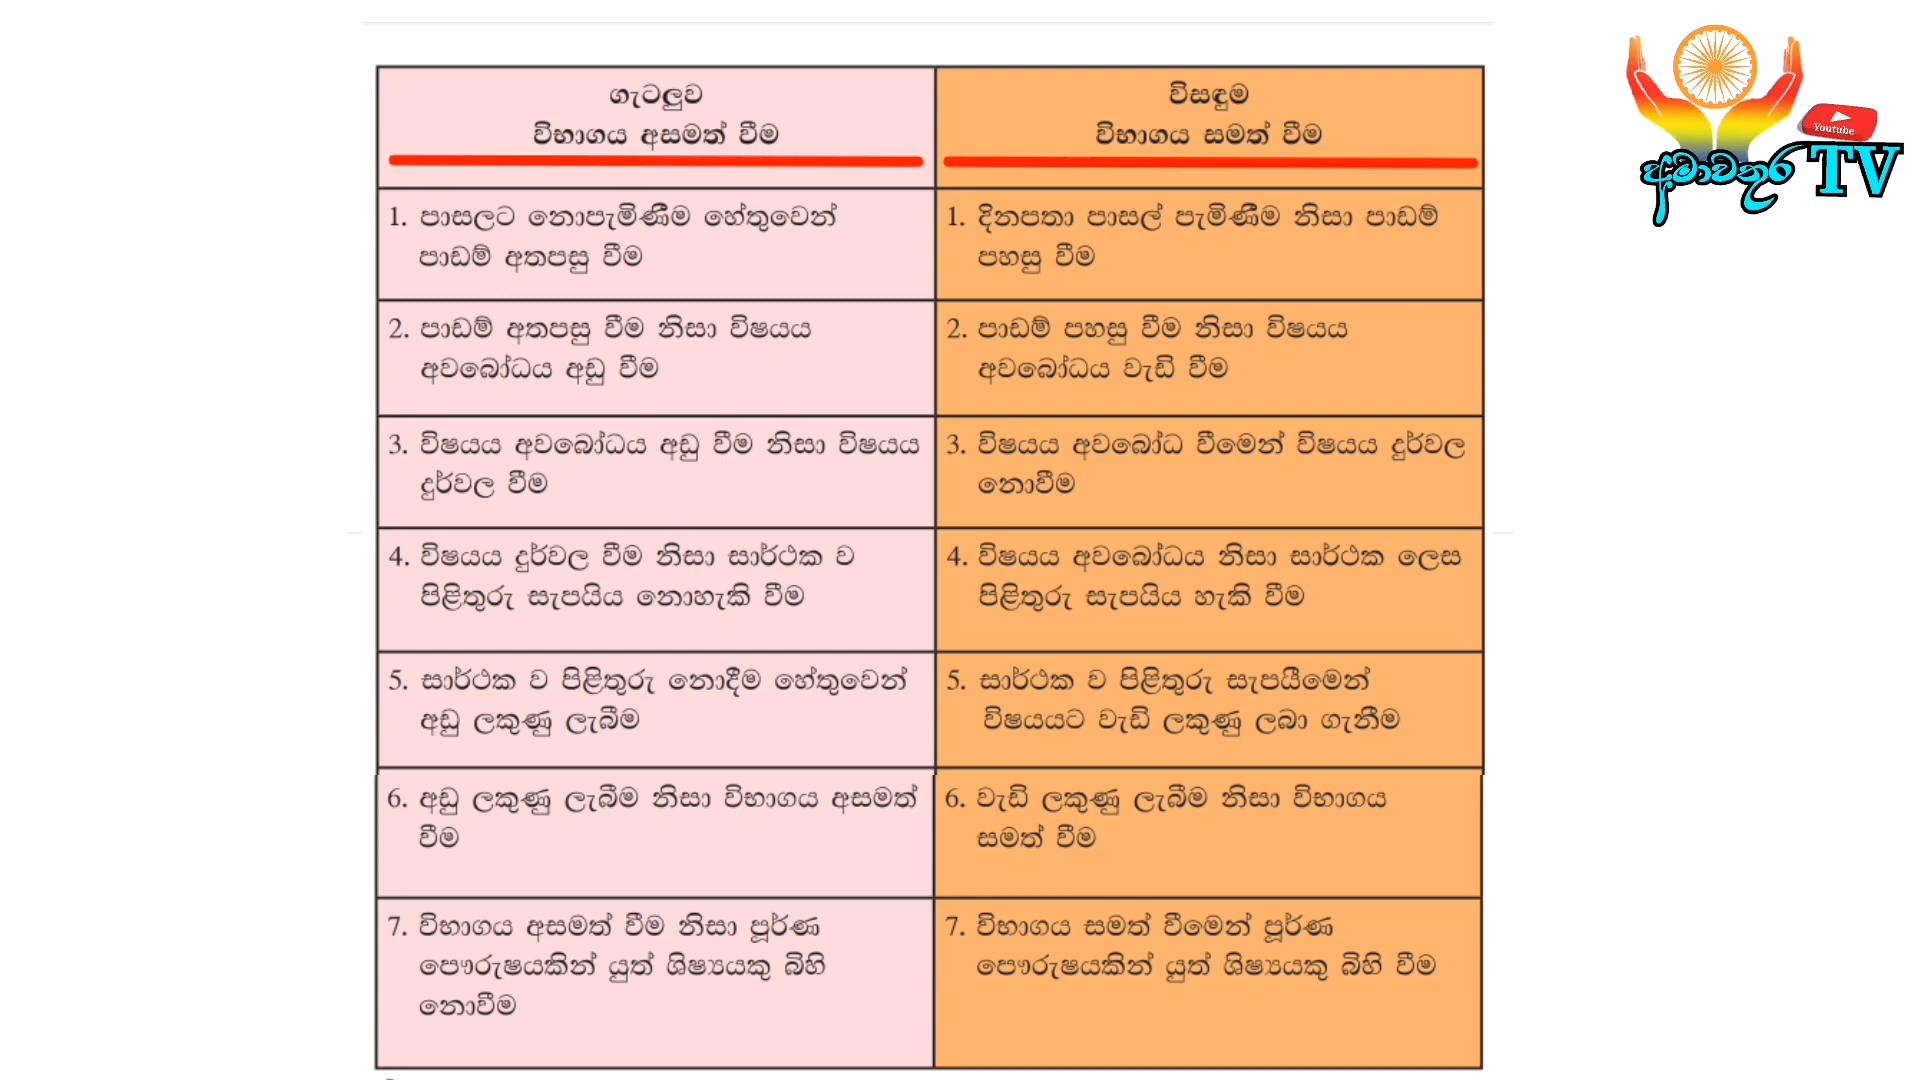 ගැටලුව
විභාගය අසමත් වීම
විසඳුම
විභාගය සමත් වීම
1. පාසලට නොපැමිණීම හේතුවෙන්
පාඩම් අතපසු වීම
1. දිනපතා පාසල් පැමිණීම නිසා පාඩම්
පහසු වීම
2. පාඩම් අතපසු වීම නිසා විෂයය
අවබෝධය අඩු වීම
2. පාඩම් පහසු වීම නිසා විෂයය
අවබෝධය වැඩි වීම
3. විෂයය අවබෝධය අඩු වීම නිසා විෂයය
දුර්වල වීම
3. විෂයය අවබෝධ වීමෙන් විෂයය දුර්වල
නොවීම
4. විෂයය දුර්වල වීම නිසා සාර්ථක ව
පිළිතුරු සැපයිය නොහැකි වීම
4. විෂයය අවබෝධය නිසා සාර්ථක ලෙස
පිළිතුරු සැපයිය හැකි වීම
5. සාර්ථක ව පිළිතුරු නොදීම හේතුවෙන්
අඩු ලකුණු ලැබීම
5. සාර්ථක ව පිළිතුරු සැපයීමෙන්
විෂයයට වැඩි ලකුණු ලබා ගැනීම
6. අඩු ලකුණු ලැබීම නිසා විභාගය අසමත්
වීම
6. වැඩි ලකුණු ලැබීම නිසා විභාගය
සමත් වීම
7. විභාගය අසමත් වීම නිසා පූර්ණ
පෞරුෂයකින් යුත් ශිෂ්‍යයකු බිහි
නොවීම
7. විභාගය සමත් වීමෙන් පූර්ණ
පෞරුෂයකින් යුත් ශිෂ්‍යයකු බිහි වීම
Youtube
අමාවතුර TV